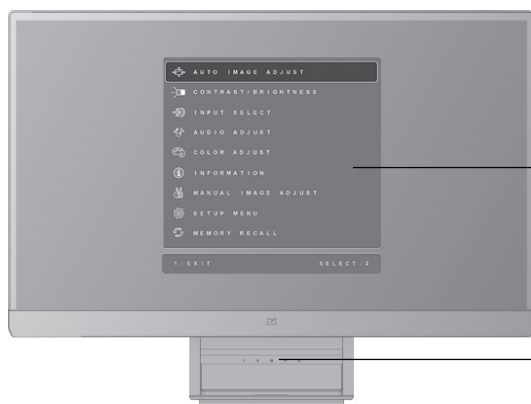 AUTO IMAGE ADJUST
CONTRAST/BRIGHTNESS
INPUT SELECT
AUDIO ADJUST
COLOR ADJUST
INFORMATION
MANUAL IMAGE ADJUST
SETUP MENU
MEMORY RECALL
1:EXIT SELECT:2